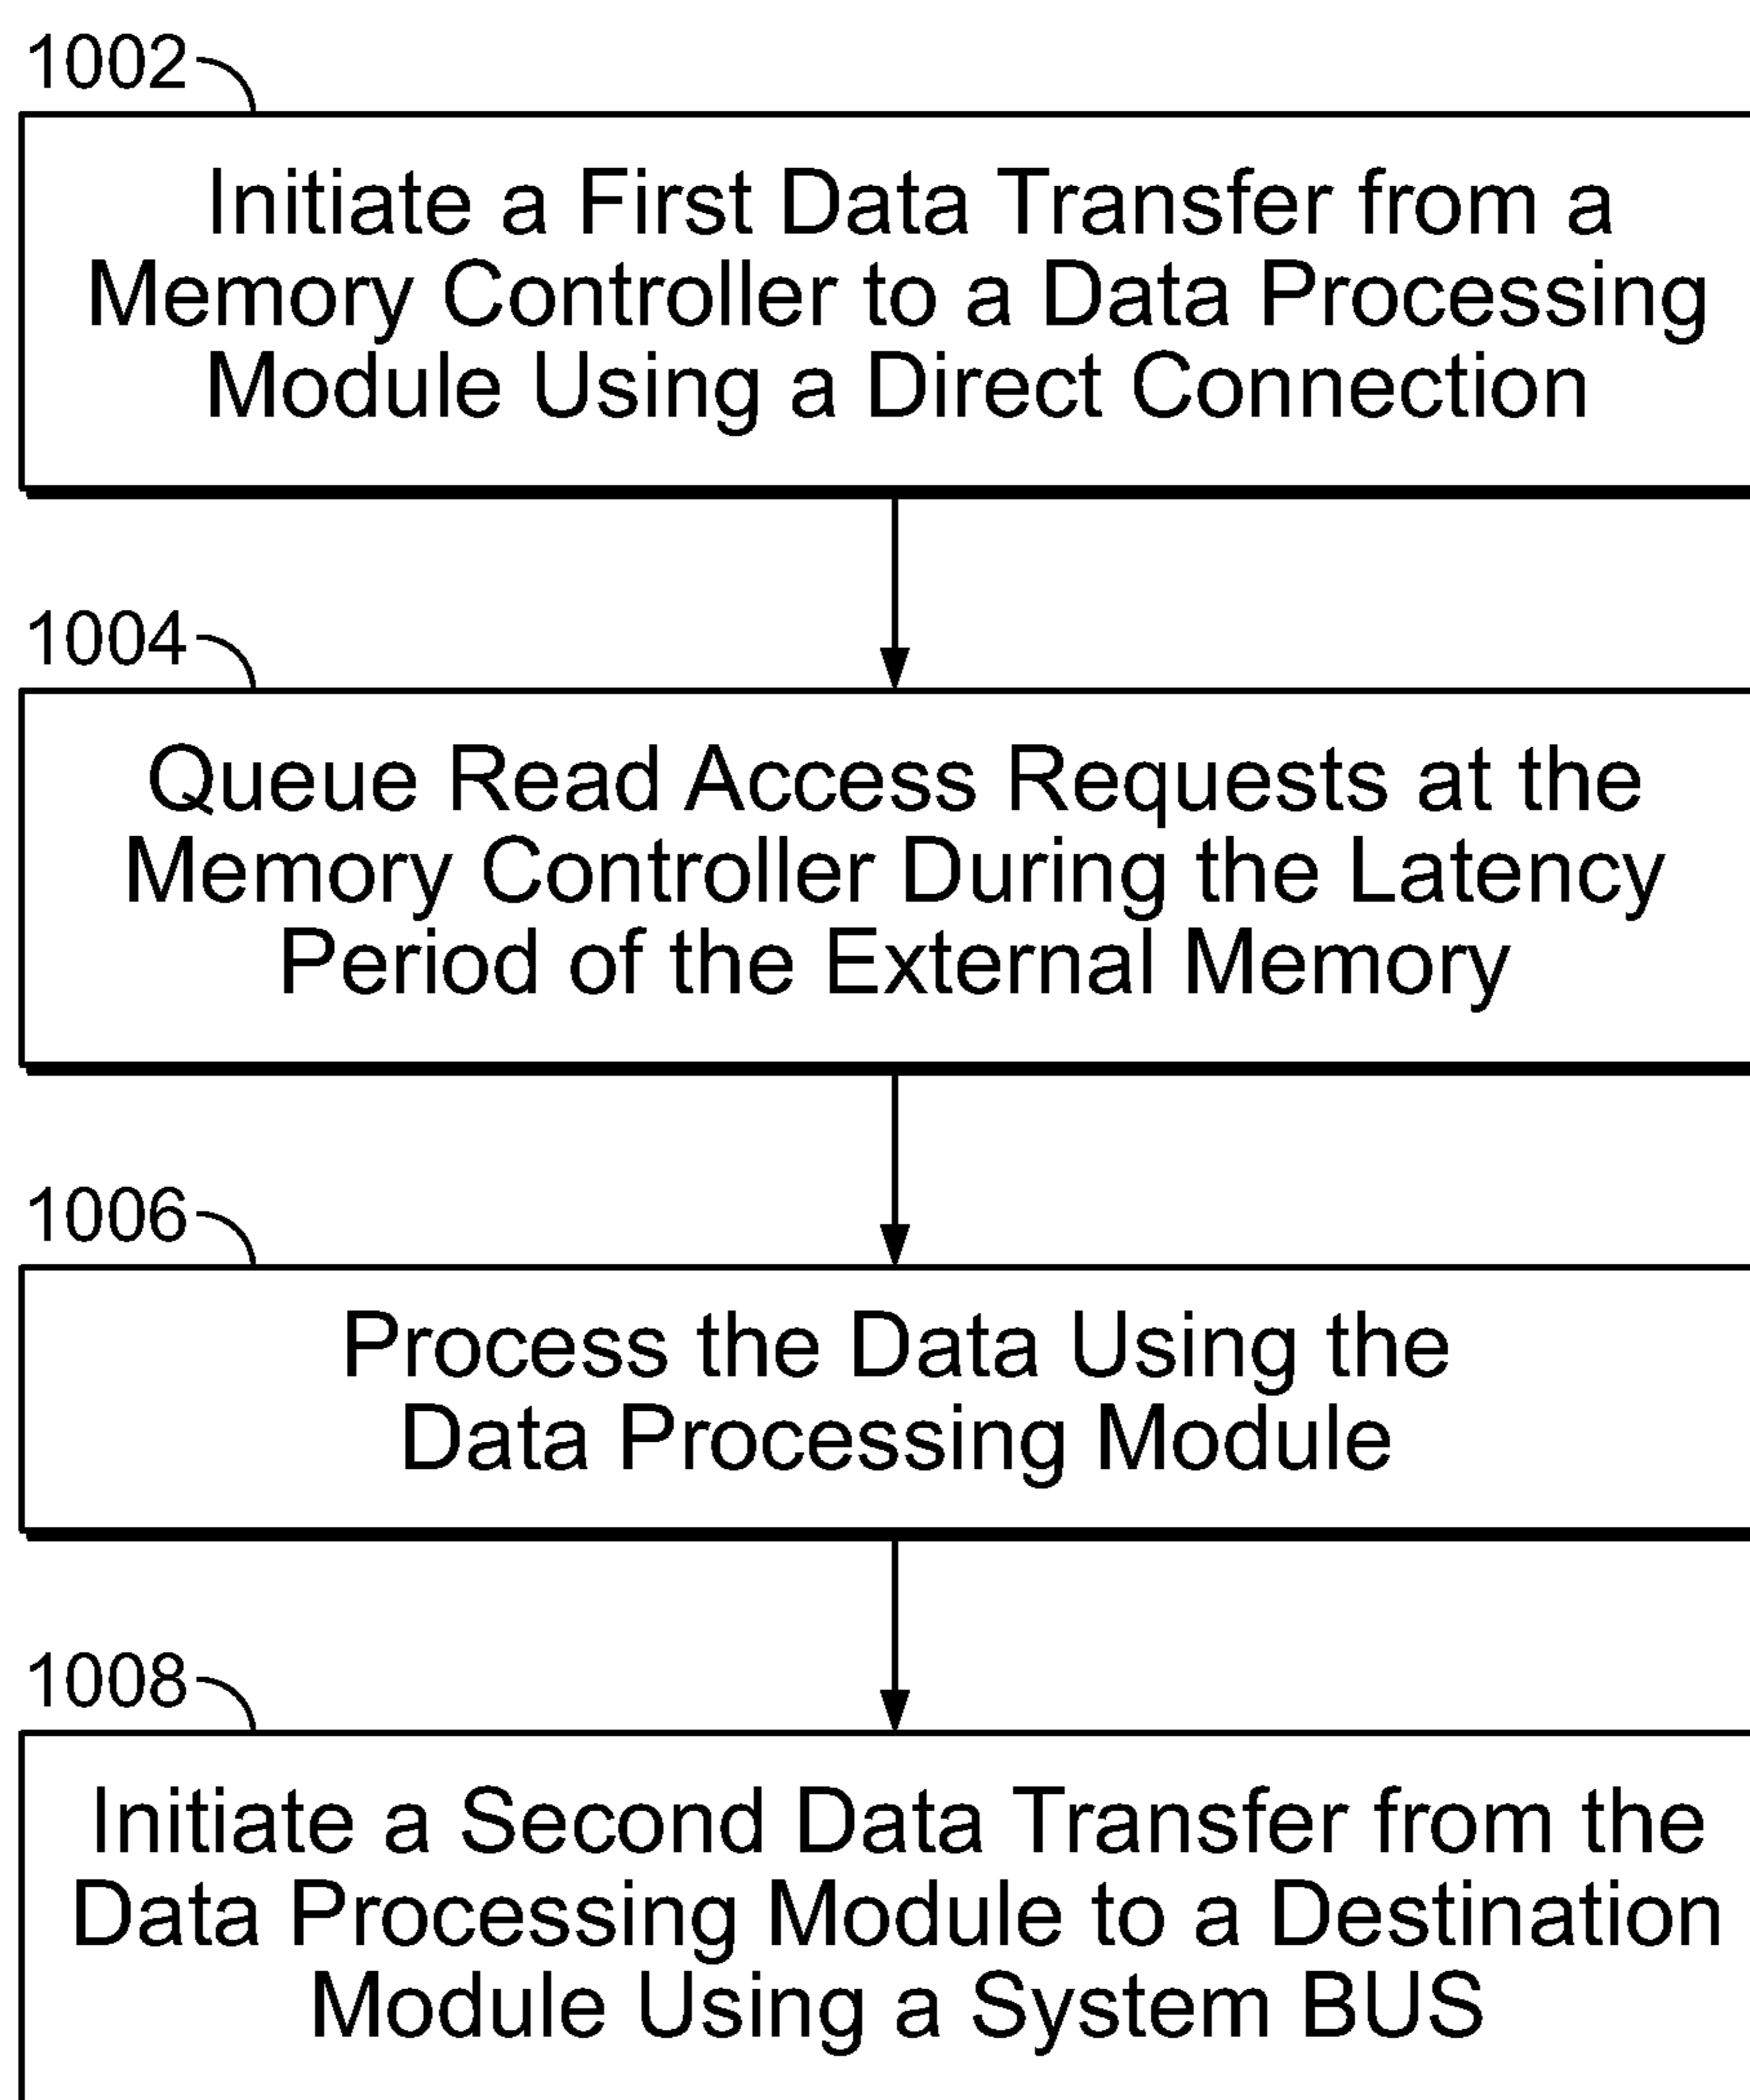 1002
Initiate a First Data Transfer from a
Memory Controller to a Data Processing
Module Using a Direct Connection
1004
Queue Read Access Requests at the
Memory Controller During the Latency
Period of the External Memory
1006
Process the Data Using the
Data Processing Module
1008
Initiate a Second Data Transfer from the
Data Processing Module to a Destination
Module Using a System BUS